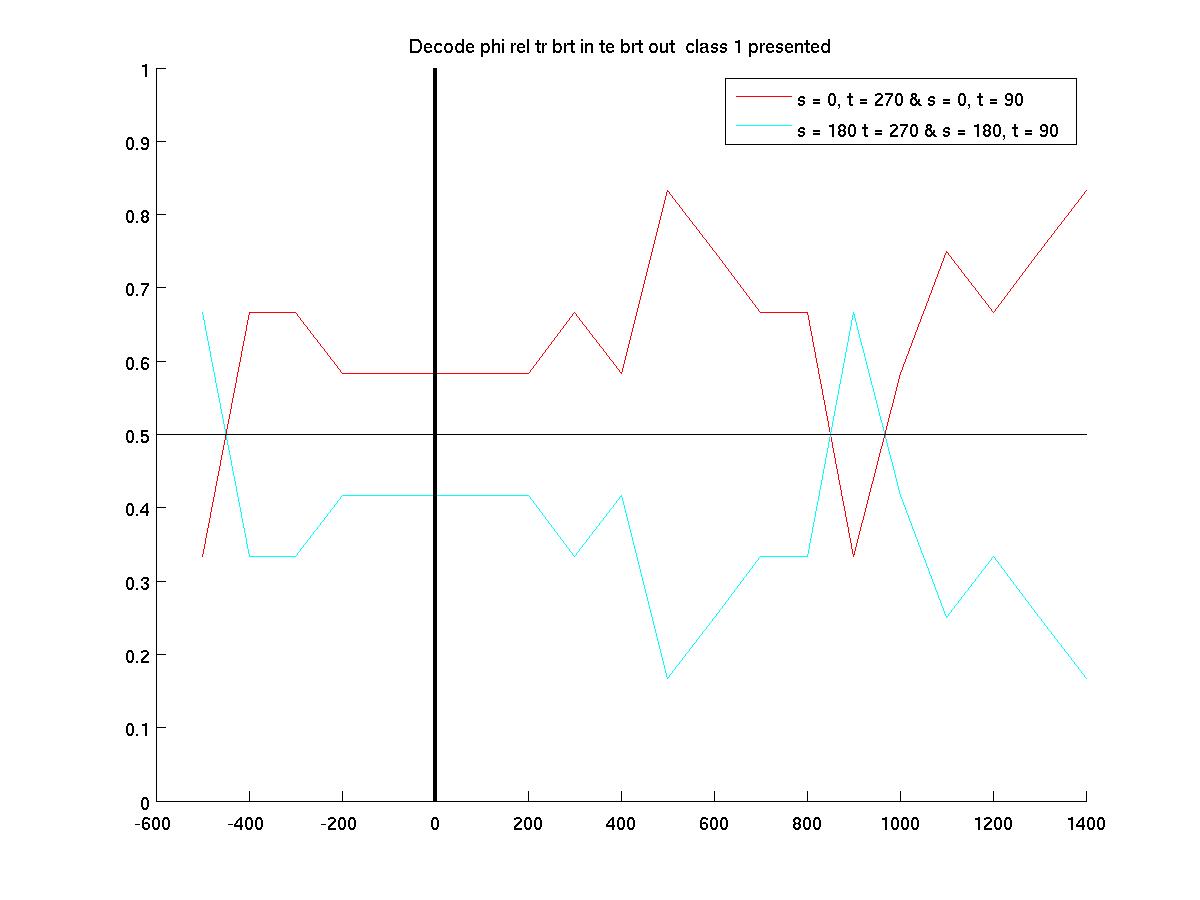 Decode phi rel tr brt in te brt out  class 1 presented
s = 0, t = 270 & s = 0, t = 90
s = 180 t = 270 & s = 180, t = 90
1
0.9
0.8
0.7
0.6
0.5
0.4
0.3
0.2
0.1
0
-600 -400 -200 0 200 400 600 800 1000 1200 1400